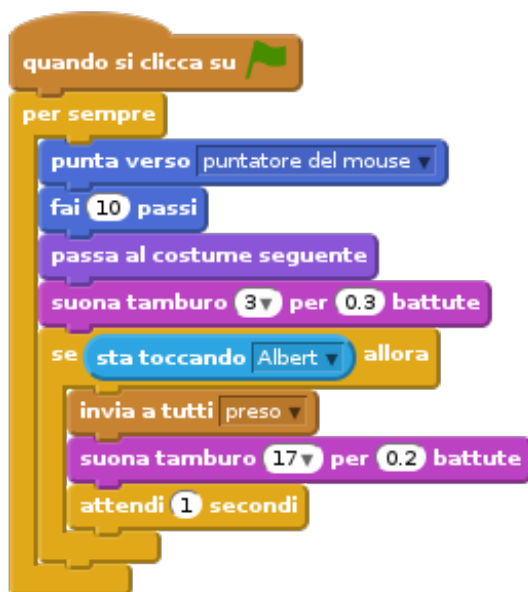 quando si clicca su
per sempre
punta verso puntatore del mouse
fai 10 passi
passa al costume seguente
suona tamburo 3 per 0.3 battute
se sta toccando Albert allora
invia a tutti preso
suona tamburo 17 per 0.2 battute
attendi 1 secondi